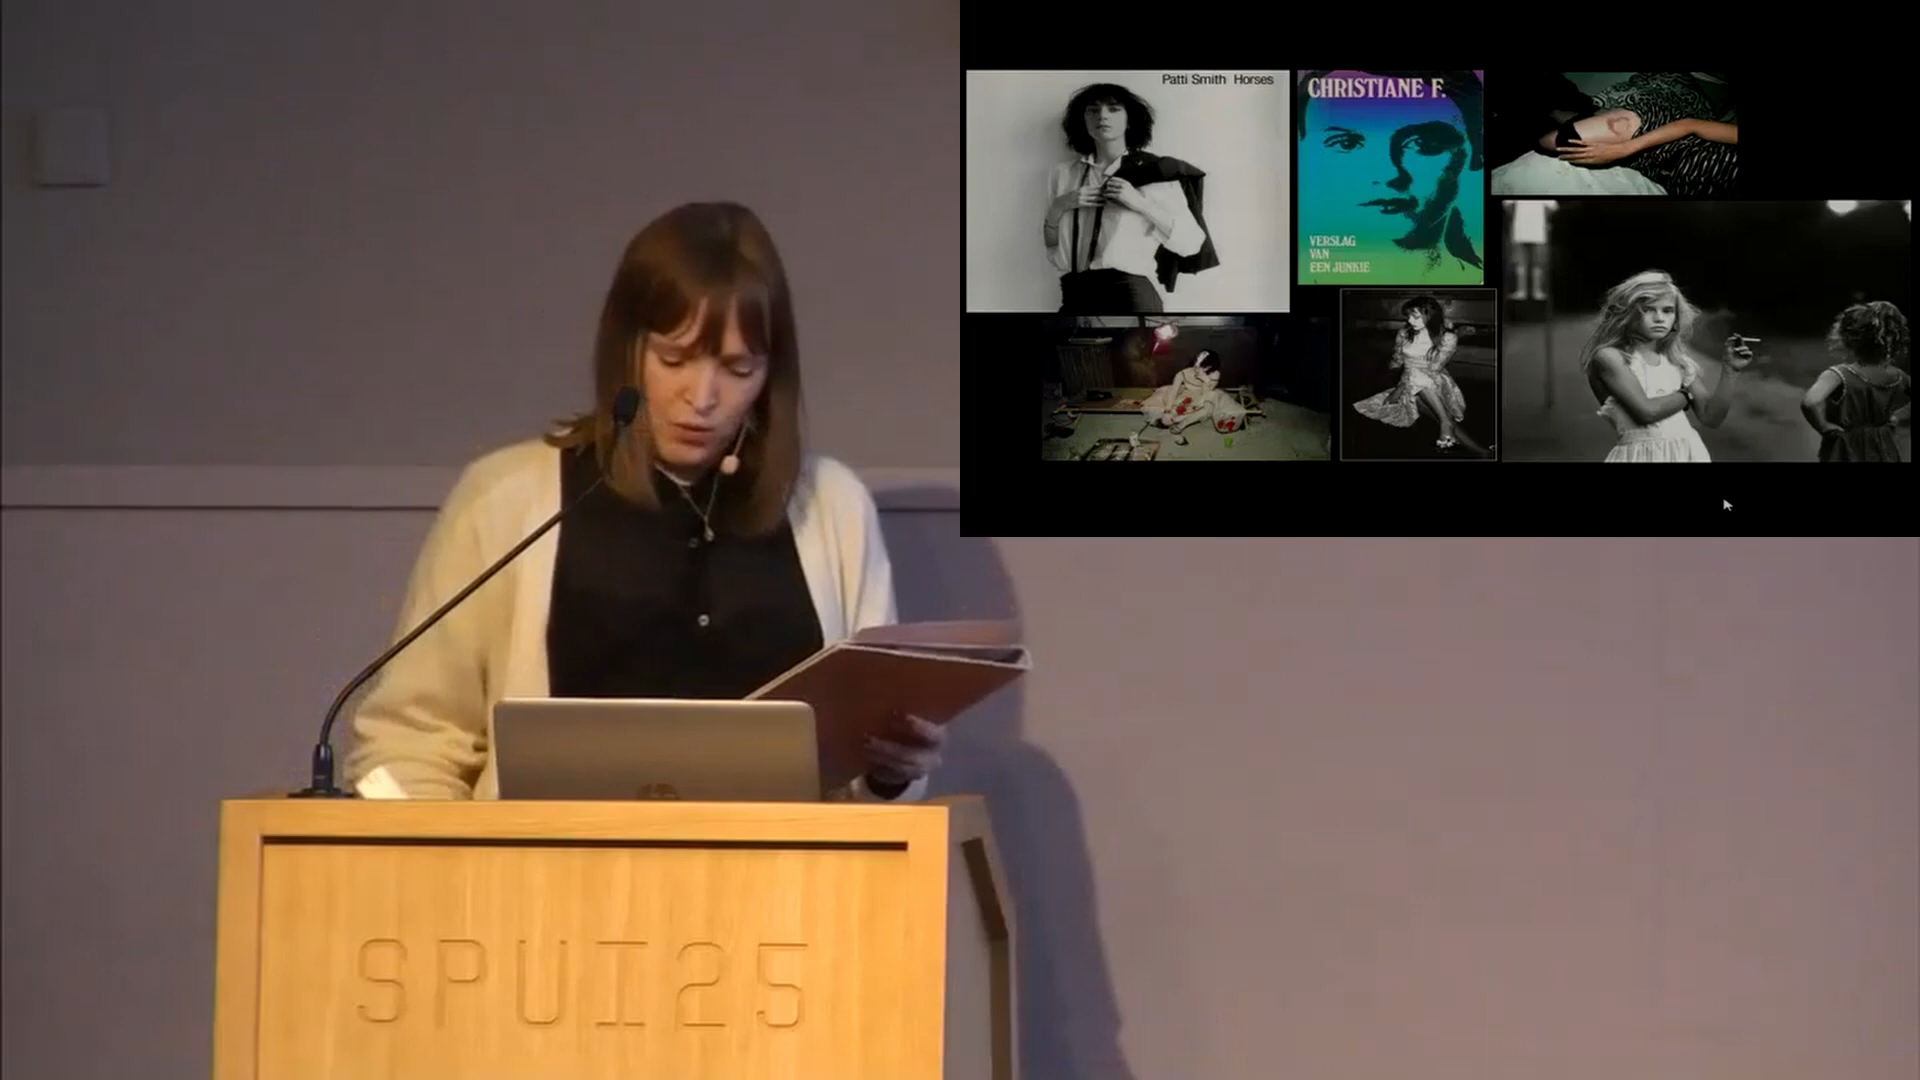 Patti Smith Horses
CHRISTIANE F.
VERSLAG
VAN
EEN JUNKIE
SPUI25